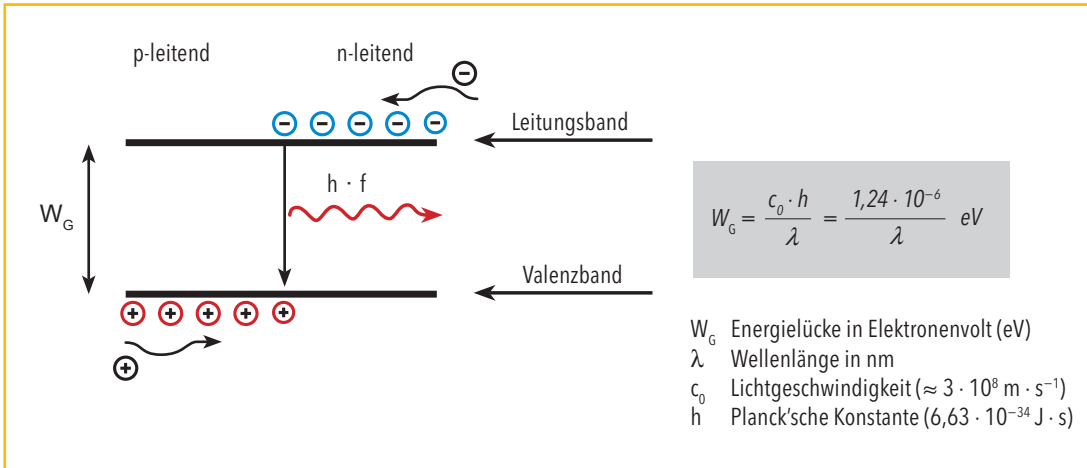 p-leitend n-leitend
−
− − − − −
Leitungsband
h · f
W_G
W_G = c_0 · h / λ = 1,24 · 10⁻⁶ / λ eV
Valenzband
+ + + + +
+
W_G Energielücke in Elektronenvolt (eV)
λ Wellenlänge in nm
c_0 Lichtgeschwindigkeit (≈ 3 · 10⁸ m · s⁻¹)
h Planck’sche Konstante (6,63 · 10⁻³⁴ J · s)